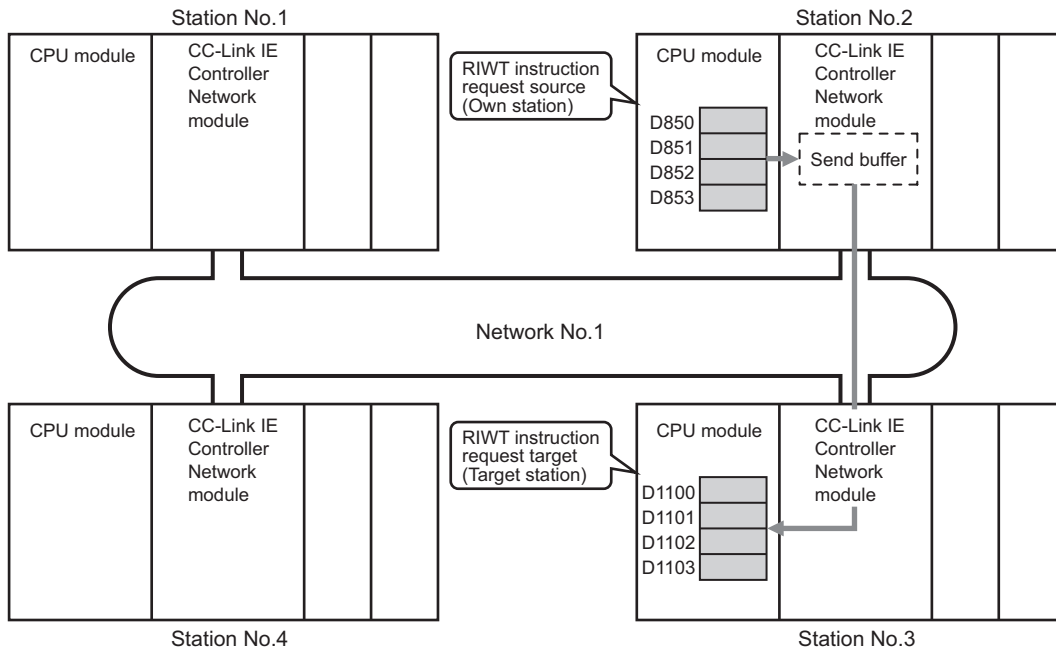 Station No.1
CPU module
CC-Link IE
Controller
Network
module
Station No.2
RIWT instruction
request source
(Own station)
CPU module
D850
D851
D852
D853
CC-Link IE
Controller
Network
module
Send buffer
Network No.1
CPU module
CC-Link IE
Controller
Network
module
Station No.4
RIWT instruction
request target
(Target station)
CPU module
D1100
D1101
D1102
D1103
CC-Link IE
Controller
Network
module
Station No.3